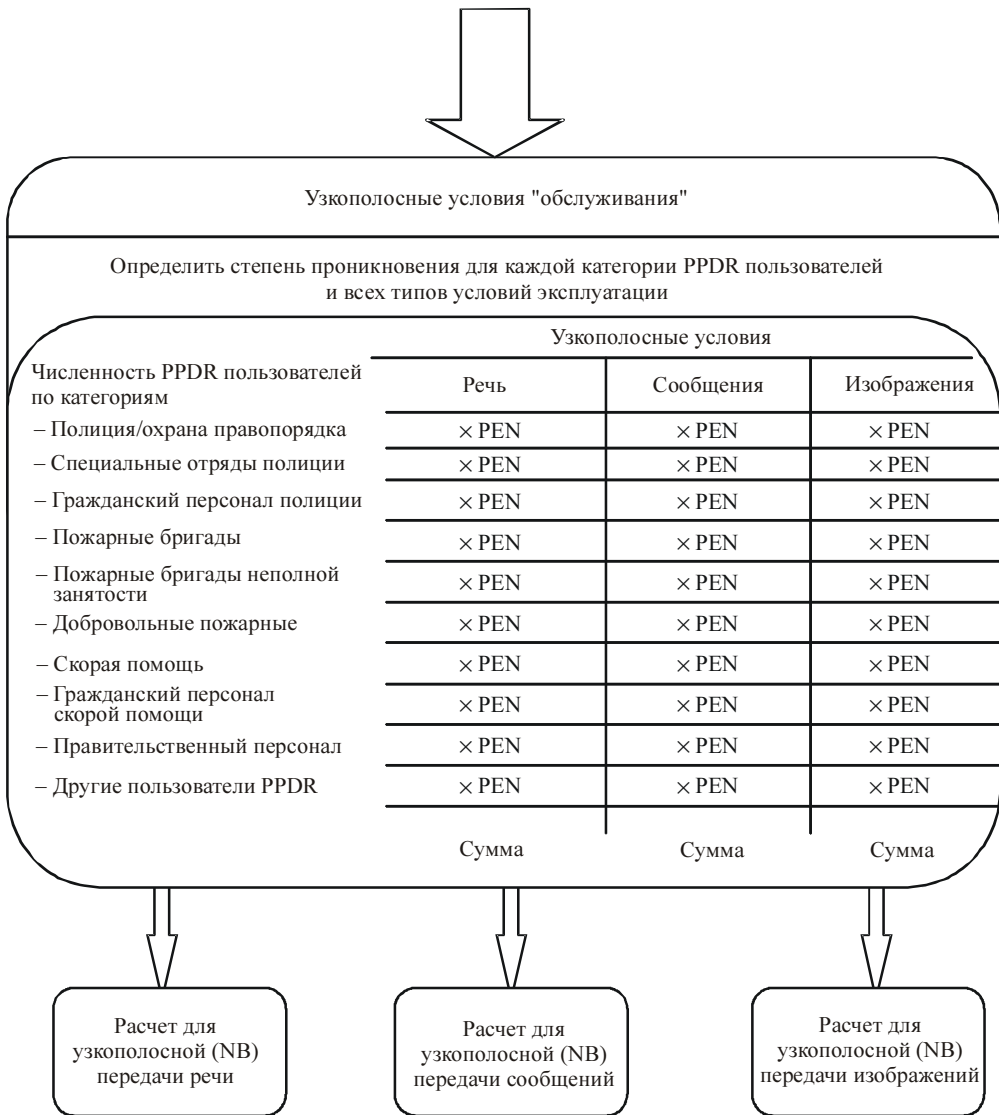 Узкополосные условия "обслуживания"
Определить степень проникновения для каждой категории PPDR пользователей
и всех типов условий эксплуатации
Узкополосные условия
Численность PPDR пользователей
по категориям
Речь Сообщения Изображения
– Полиция/охрана правопорядка × PEN × PEN × PEN
– Специальные отряды полиции × PEN × PEN × PEN
– Гражданский персонал полиции × PEN × PEN × PEN
– Пожарные бригады × PEN × PEN × PEN
– Пожарные бригады неполной
занятости × PEN × PEN × PEN
– Добровольные пожарные × PEN × PEN × PEN
– Скорая помощь × PEN × PEN × PEN
– Гражданский персонал
скорой помощи × PEN × PEN × PEN
– Правительственный персонал × PEN × PEN × PEN
– Другие пользователи PPDR × PEN × PEN × PEN
Сумма Сумма Сумма
Расчет для
узкополосной (NB)
передачи речи
Расчет для
узкополосной (NB)
передачи сообщений
Расчет для
узкополосной (NB)
передачи изображений